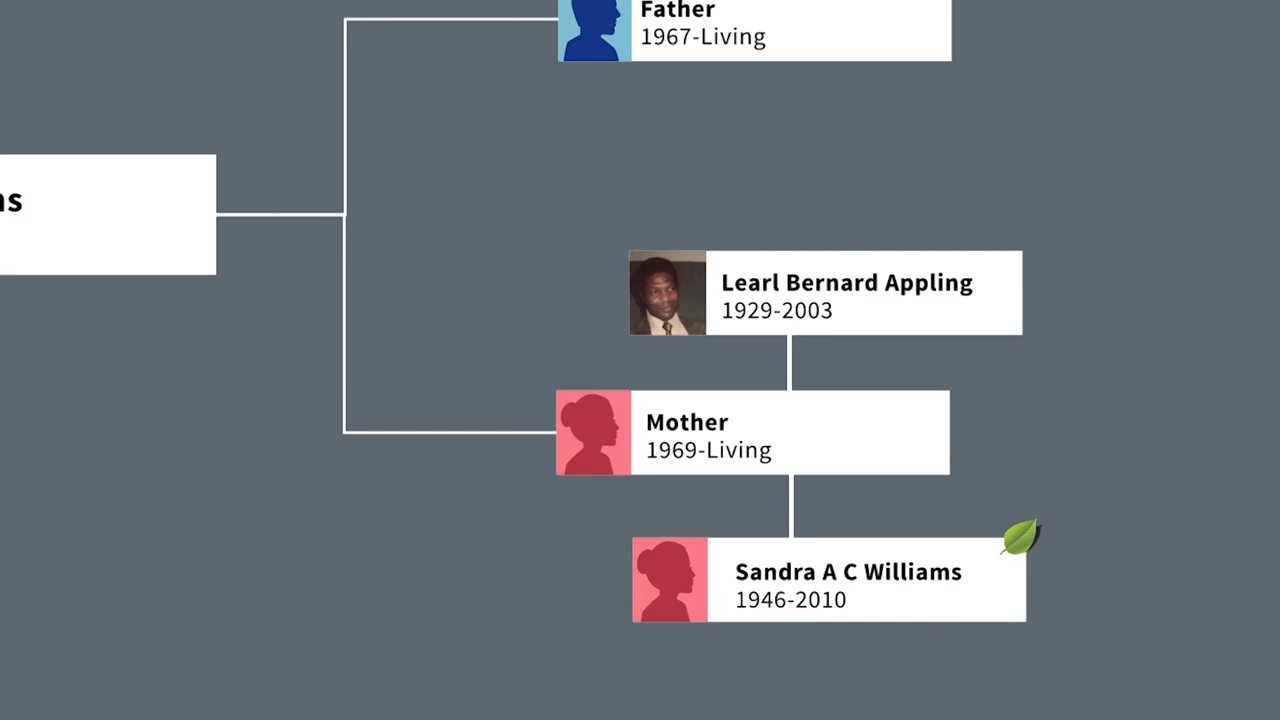 Father
1967-Living
Learl Bernard Appling
1929-2003
Mother
1969-Living
Sandra A C Williams
1946-2010